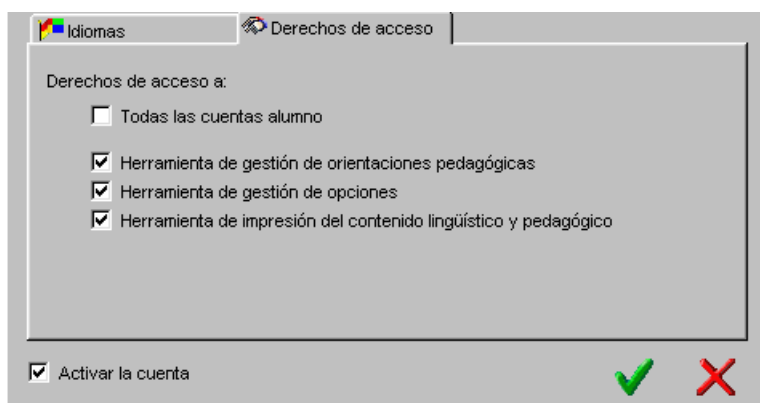 Idiomas
Derechos de acceso
Derechos de acceso a:
Todas las cuentas alumno
Herramienta de gestión de orientaciones pedagógicas
Herramienta de gestión de opciones
Herramienta de impresión del contenido lingüístico y pedagógico
Activar la cuenta